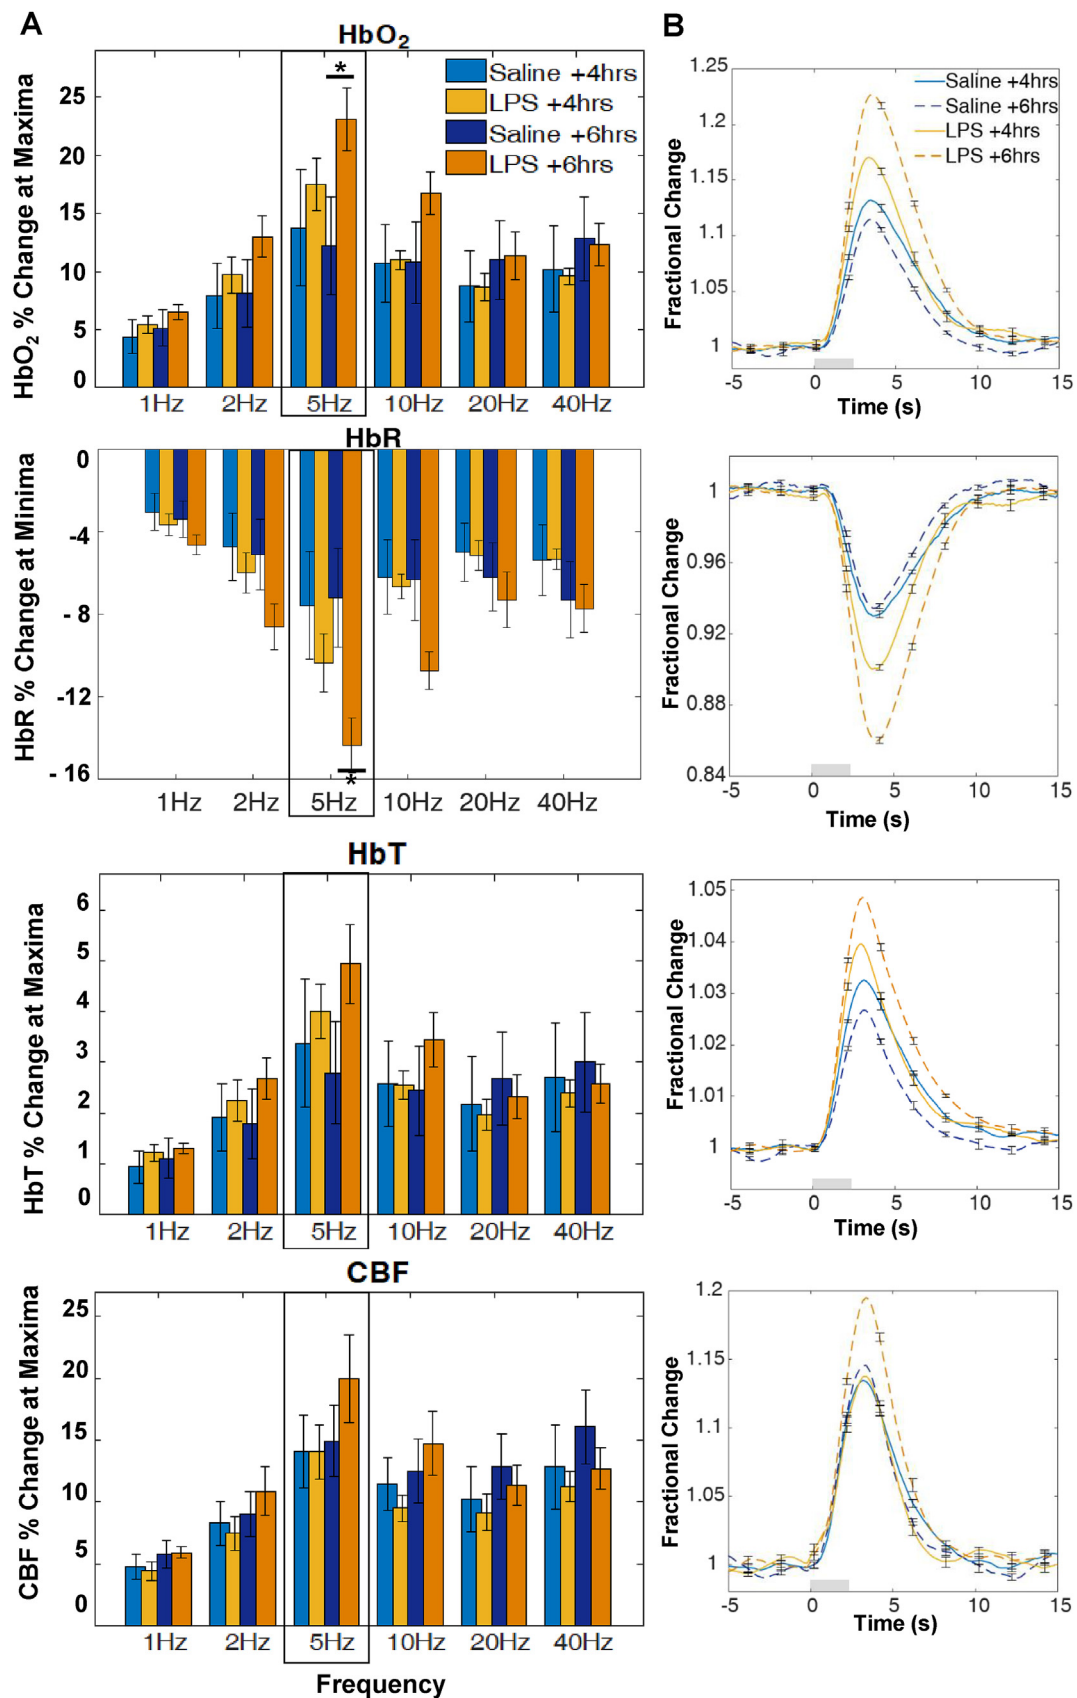 A
HbO2
HbO2 % Change at Maxima
25
20
15
10
5
0
*
Saline +4hrs
LPS +4hrs
Saline +6hrs
LPS +6hrs
1Hz 2Hz 5Hz 10Hz 20Hz 40Hz
HbR
HbR % Change at Minima
0
-4
-8
-12
-16
*
1Hz 2Hz 5Hz 10Hz 20Hz 40Hz
HbT
HbT % Change at Maxima
6
5
4
3
2
1
0
1Hz 2Hz 5Hz 10Hz 20Hz 40Hz
CBF
CBF % Change at Maxima
25
20
15
10
5
0
1Hz 2Hz 5Hz 10Hz 20Hz 40Hz
Frequency
B
Fractional Change
1.25
1.2
1.15
1.1
1.05
1
Saline +4hrs
Saline +6hrs
LPS +4hrs
LPS +6hrs
-5 0 5 10 15
Time (s)
Fractional Change
1
0.96
0.92
0.88
0.84
-5 0 5 10 15
Time (s)
Fractional Change
1.05
1.04
1.03
1.02
1.01
1
-5 0 5 10 15
Time (s)
Fractional Change
1.2
1.15
1.1
1.05
1
-5 0 5 10 15
Time (s)